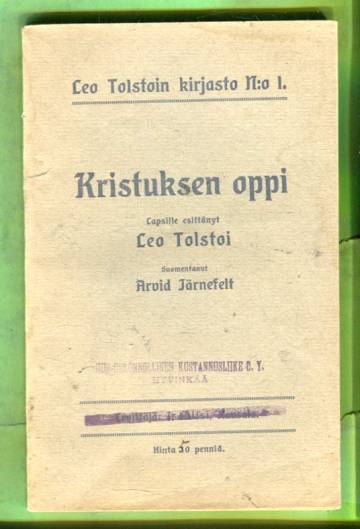 Leo Tolstoin kirjasto N:o 1.
Kristuksen oppi
Lapsille esittänyt
Leo Tolstoi
Suomentanut
Arvid Järnefelt
KUSTANNUSLIIKE C. Y.
HYVINKÄÄ
Hinta 50 penniä.